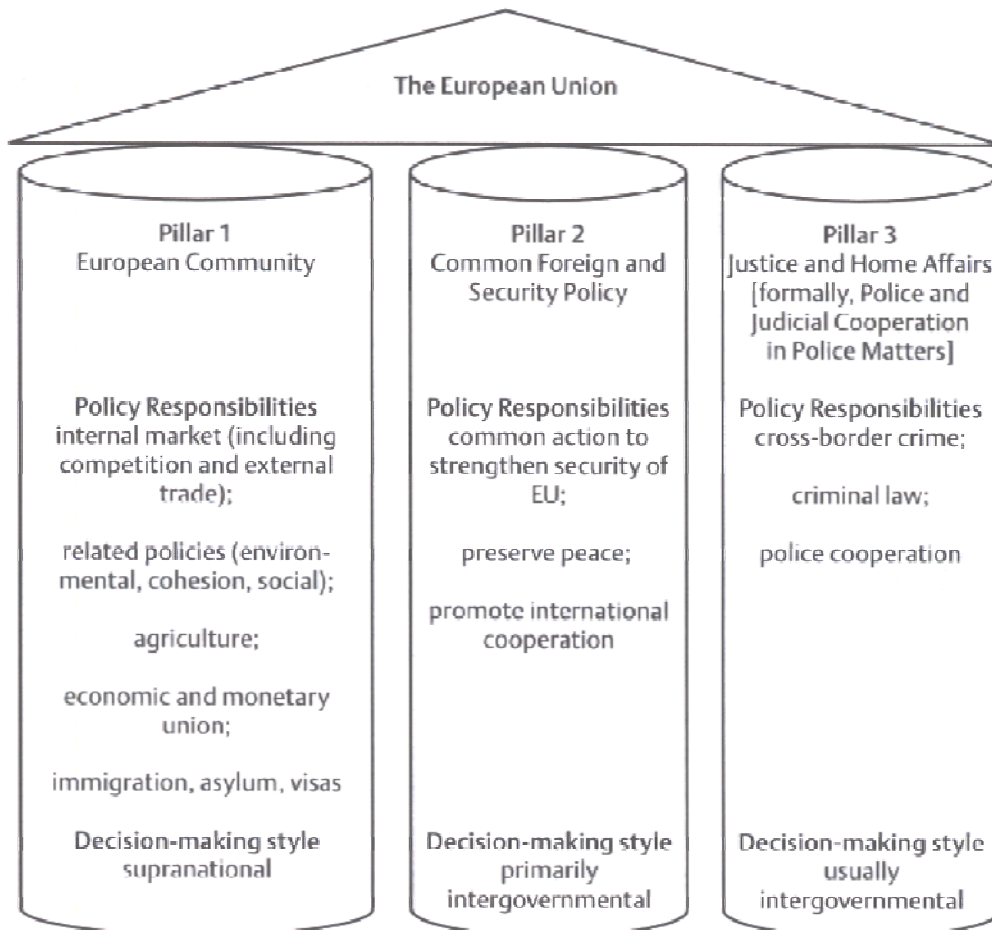 The European Union
Pillar 1
European Community
Policy Responsibilities
internal market (including
competition and external
trade);
related policies (environ-
mental, cohesion, social);
agriculture;
economic and monetary
union;
immigration, asylum, visas
Decision-making style
supranational
Pillar 2
Common Foreign and
Security Policy
Policy Responsibilities
common action to
strengthen security of
EU;
preserve peace;
promote international
cooperation
Decision-making style
primarily
intergovernmental
Pillar 3
Justice and Home Affairs
[formally, Police and
Judicial Cooperation
in Police Matters]
Policy Responsibilities
cross-border crime;
criminal law;
police cooperation
Decision-making style
usually
intergovernmental